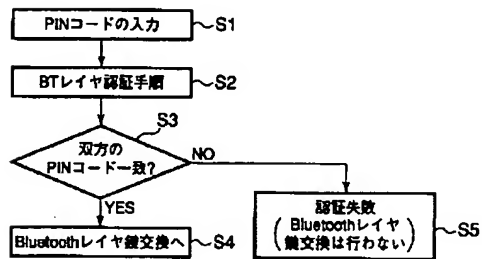 PINコードの入力
S1
BTレイヤ認証手順
S2
S3
双方の
PINコード一致?
NO
YES
Bluetoothレイヤ鍵交換へ
S4
認証失敗
(Bluetoothレイヤ
鍵交換は行わない)
S5